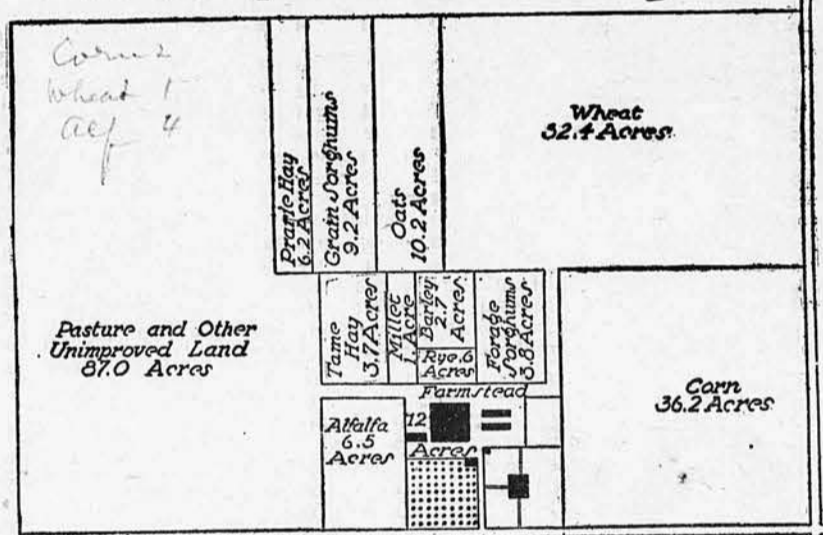 Corn 2
Wheat 1
Alf 4
Prarie Hay
6.2 Acres
Grain Sorghums
9.2 Acres
Oats
10.2 Acres
Wheat
32.4 Acres
Pasture and Other
Unimproved Land
87.0 Acres
Tame
Hay
3.7 Acres
Millet
1. Acre
Barley
2.7
Acres
Rye .6
Acres
Forage
Sorghums
8.8 Acres
Farmstead
12
Acres
Alfalfa
6.5
Acres
Corn
36.2 Acres